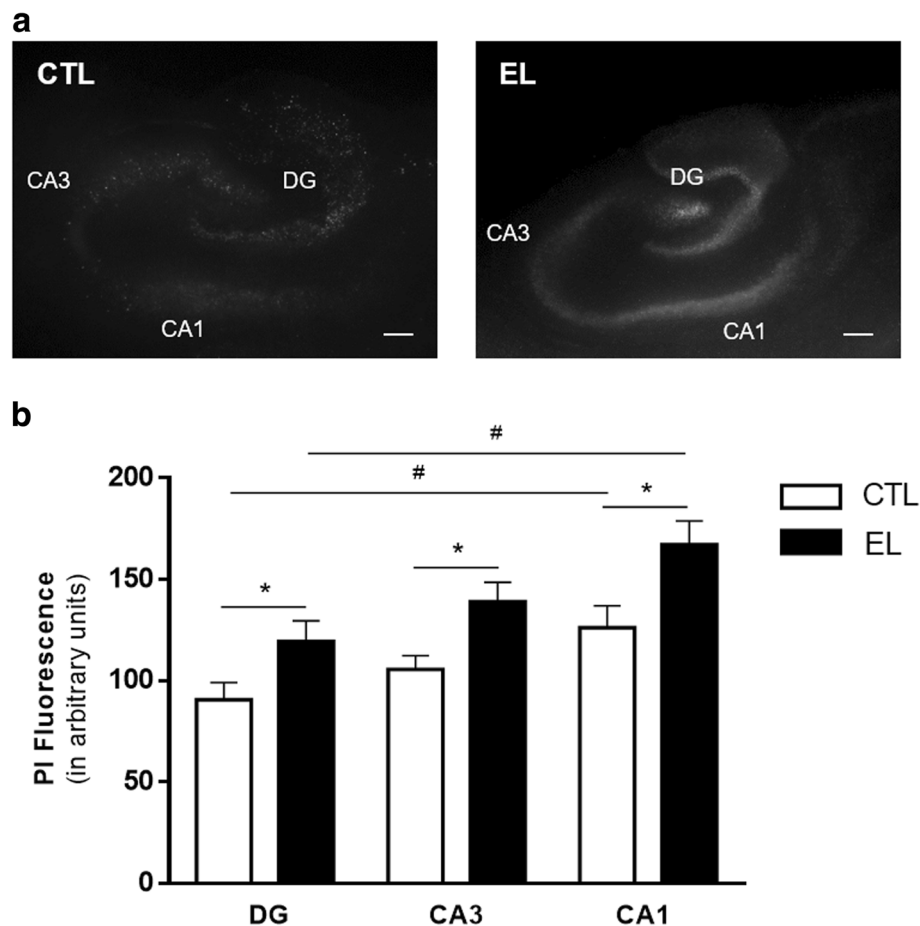 a
CTL
CA3
DG
CA1
EL
DG
CA3
CA1
b
#
#
*
*
*
200
150
100
50
0
PI Fluorescence
(in arbitrary units)
DG
CA3
CA1
CTL
EL